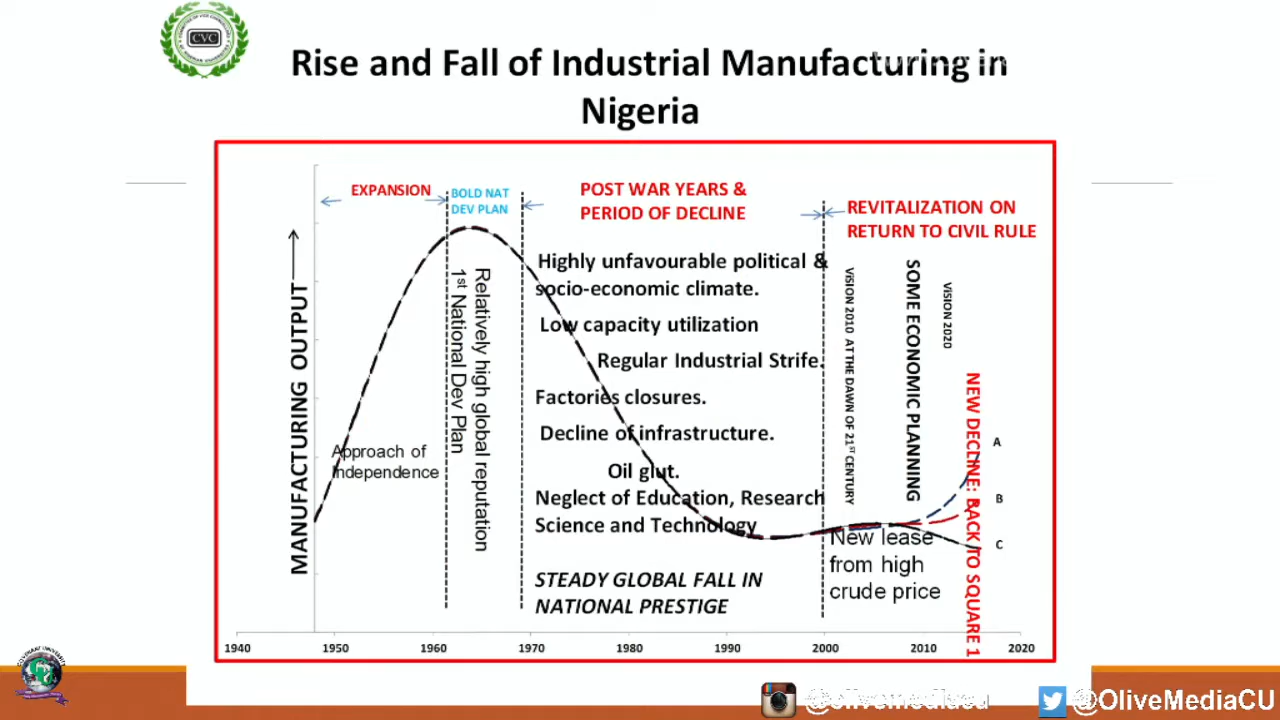 CVC
Rise and Fall of Industrial Manufacturing in
Nigeria
EXPANSION
BOLD NAT
DEV PLAN
POST WAR YEARS &
PERIOD OF DECLINE
REVITALIZATION ON
RETURN TO CIVIL RULE
MANUFACTURING OUTPUT
Approach of
Independence
Relatively high global reputation
1st National Dev Plan
Highly unfavourable political &
socio-economic climate.
Low capacity utilization
Regular Industrial Strife.
Factories closures.
Decline of infrastructure.
Oil glut.
Neglect of Education, Research
Science and Technology
STEADY GLOBAL FALL IN
NATIONAL PRESTIGE
ViSION 2010 AT THE DAWN OF 21ST CENTURY
SOME ECONOMIC PLANNING
ViSION 2020
NEW DECLINE: BACK TO SQUARE 1
A
B
C
New lease
from high
crude price
1940 1950 1960 1970 1980 1990 2000 2010 2020
COVENANT UNIVERSITY
@olivemediacu
@OliveMediaCU